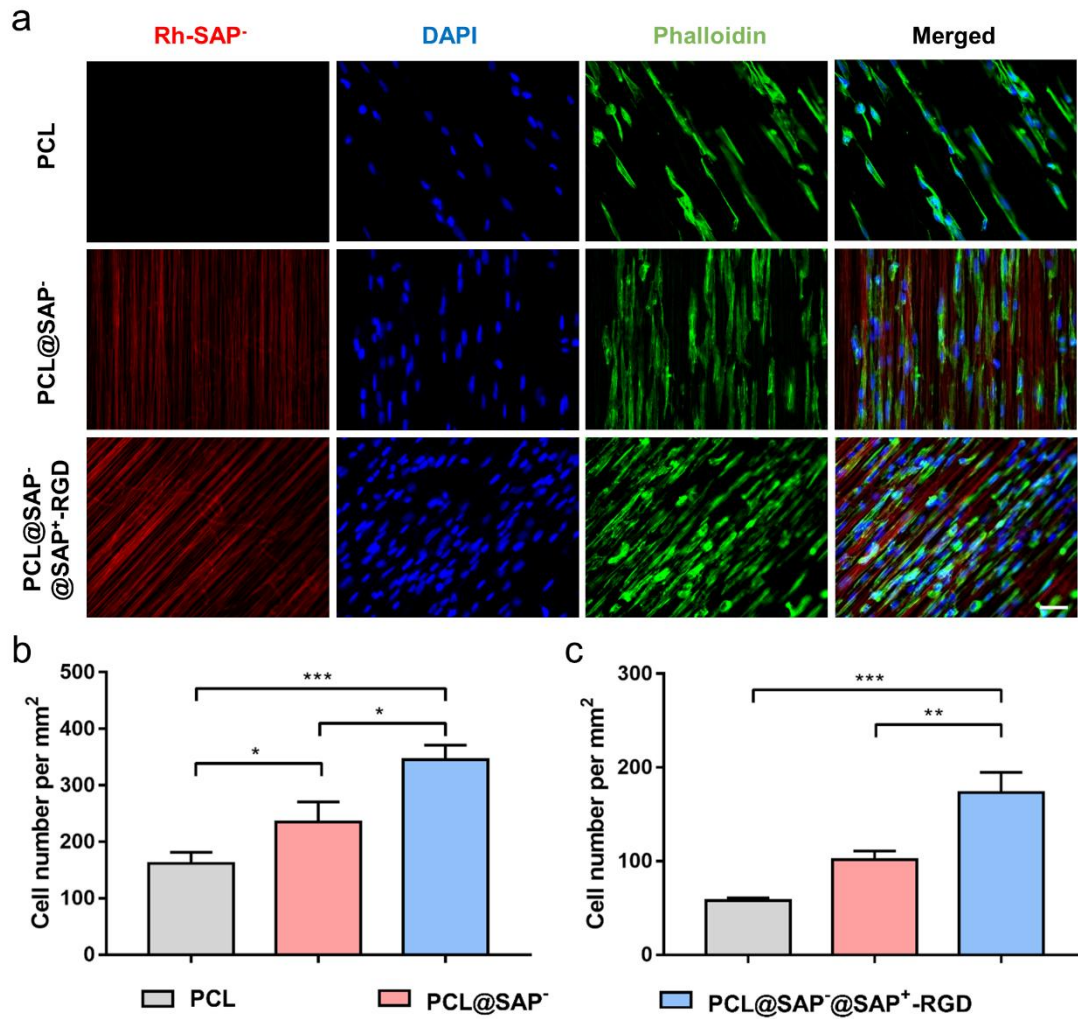 a
Rh-SAP⁻ DAPI Phalloidin Merged
PCL
PCL@SAP⁻
PCL@SAP⁻
@SAP⁺-RGD
b
Cell number per mm²
500
400
300
200
100
0
***
*
*
c
Cell number per mm²
300
200
100
0
***
**
PCL PCL@SAP⁻ PCL@SAP⁻@SAP⁺-RGD